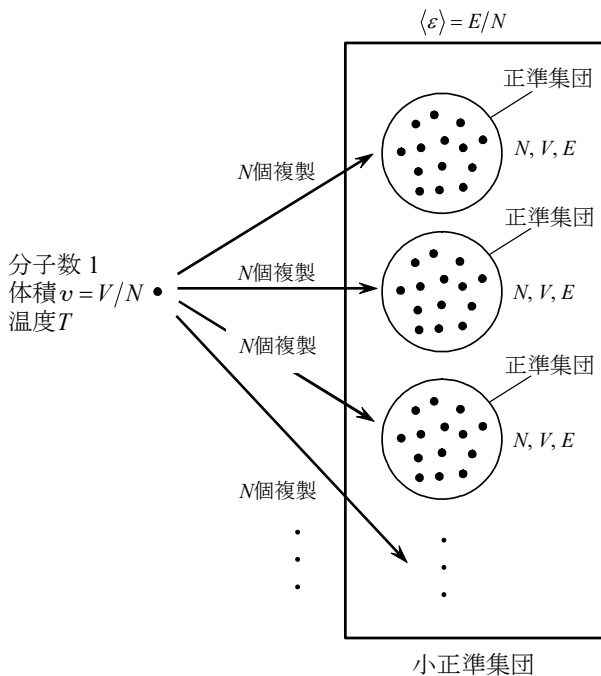 ⟨ε⟩ = E/N
正準集団
N, V, E
N個複製
正準集団
N個複製
N, V, E
分子数 1
体積 v = V/N
温度T
N個複製
正準集団
N, V, E
N個複製
小正準集団